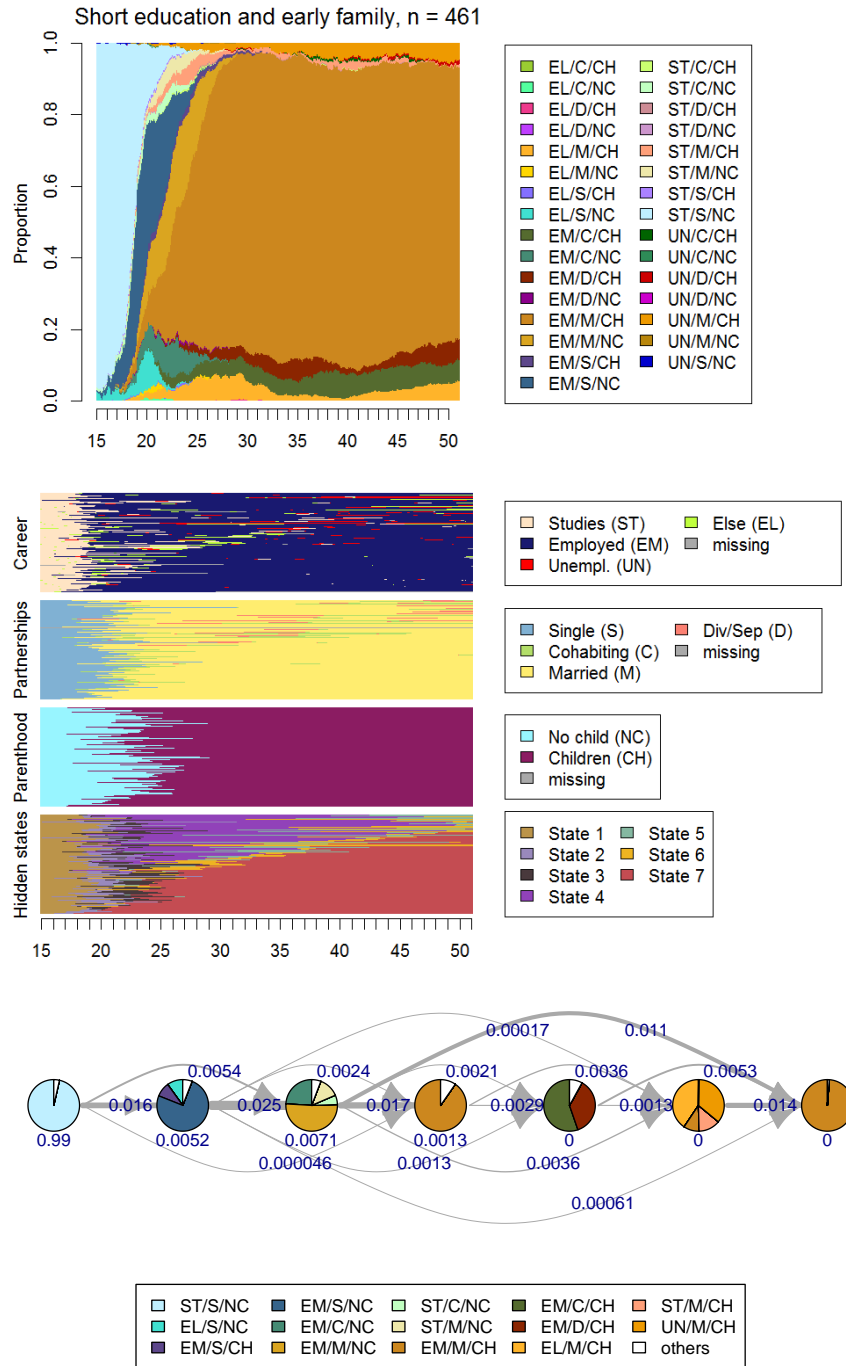 Short education and early family, n = 461
Proportion
1.0
0.8
0.6
0.4
0.2
0.0
15 20 25 30 35 40 45 50
EL/C/CH ST/C/CH
EL/C/NC ST/C/NC
EL/D/CH ST/D/CH
EL/D/NC ST/D/NC
EL/M/CH ST/M/CH
EL/M/NC ST/M/NC
EL/S/CH ST/S/CH
EL/S/NC ST/S/NC
EM/C/CH UN/C/CH
EM/C/NC UN/C/NC
EM/D/CH UN/D/CH
EM/D/NC UN/D/NC
EM/M/CH UN/M/CH
EM/M/NC UN/M/NC
EM/S/CH UN/S/NC
EM/S/NC
Career
Studies (ST) Else (EL)
Employed (EM) missing
Unempl. (UN)
Partnerships
Single (S) Div/Sep (D)
Cohabiting (C) missing
Married (M)
Parenthood
No child (NC)
Children (CH)
missing
Hidden states
State 1 State 5
State 2 State 6
State 3 State 7
State 4
15 20 25 30 35 40 45 50
0.00017 0.011
0.0054 0.0024 0.0021 0.0036 0.0053
0.016 0.025 0.017 0.0029 0.0013 0.014
0.99 0.0052 0.0071 0.0013 0 0 0
0.000046 0.0013 0.0036
0.00061
ST/S/NC EM/S/NC ST/C/NC EM/C/CH ST/M/CH
EL/S/NC EM/C/NC ST/M/NC EM/D/CH UN/M/CH
EM/S/CH EM/M/NC EM/M/CH EL/M/CH others